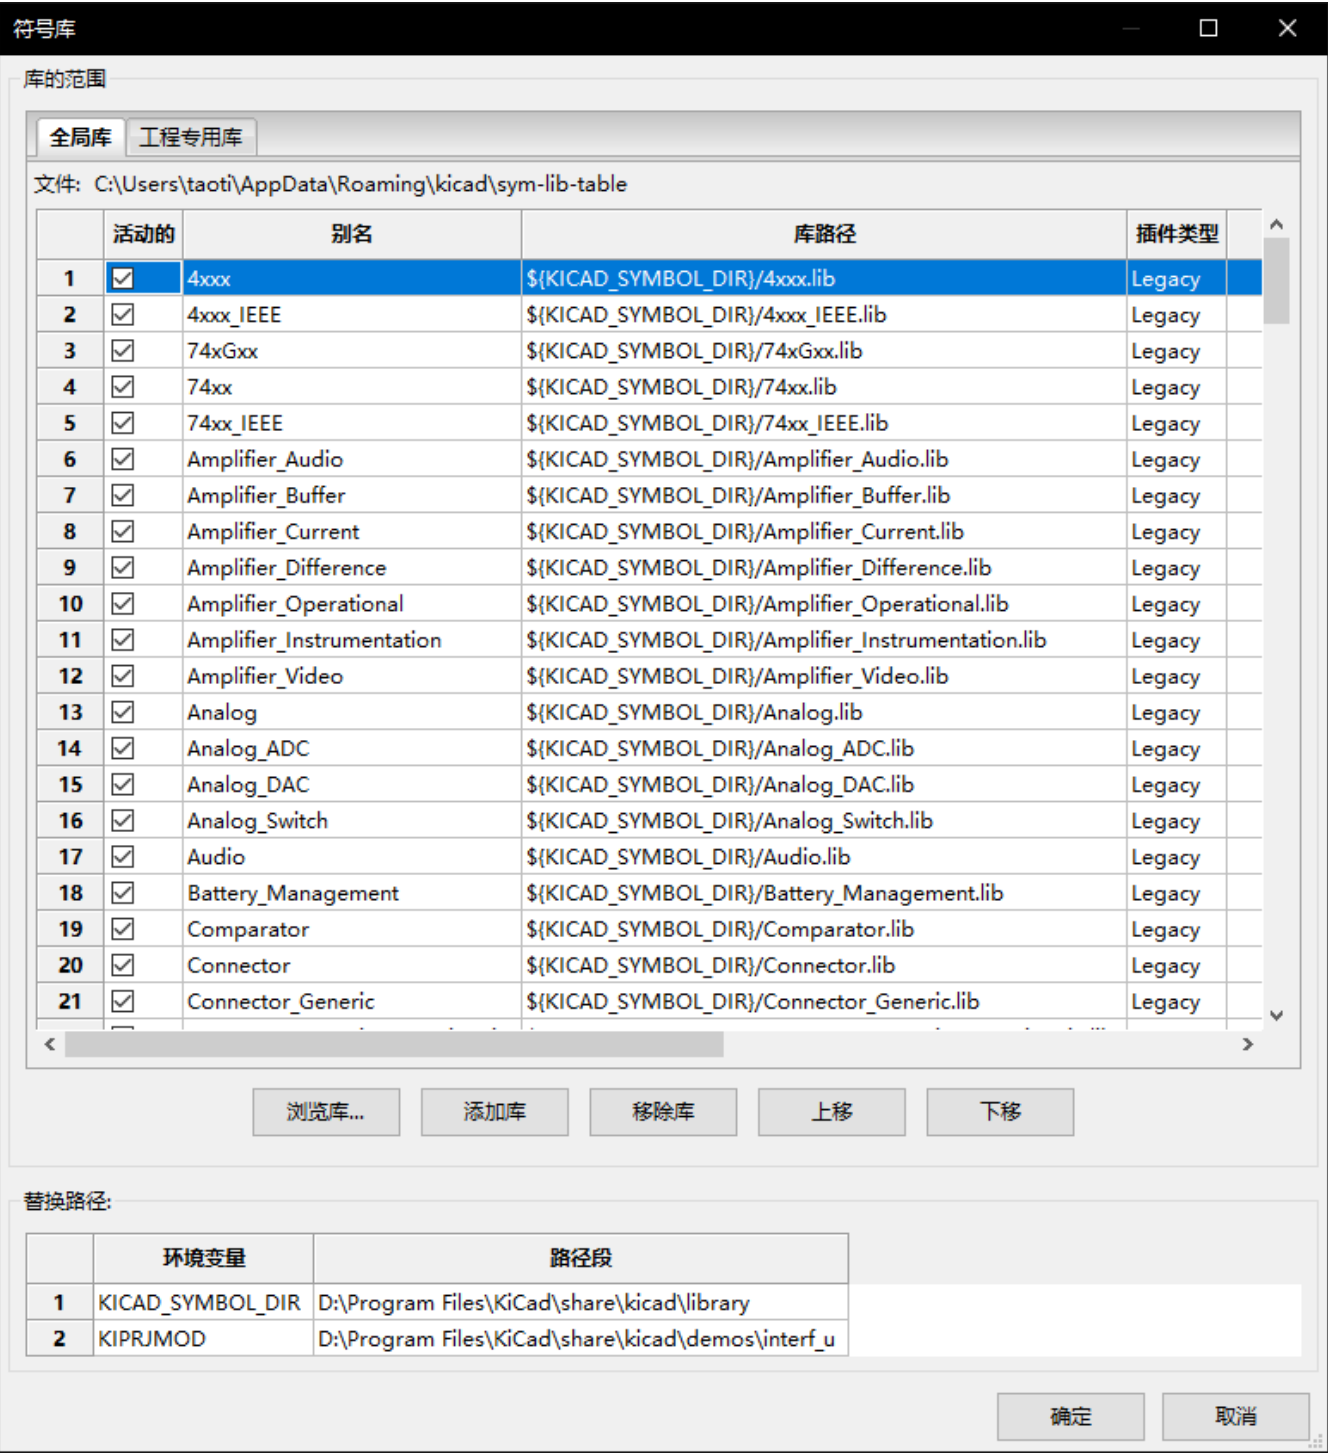 符号库
库的范围
全局库 工程专用库
文件: C:\Users\taoti\AppData\Roaming\kicad\sym-lib-table
活动的 别名 库路径 插件类型
1 4xxx ${KICAD_SYMBOL_DIR}/4xxx.lib Legacy
2 4xxx_IEEE ${KICAD_SYMBOL_DIR}/4xxx_IEEE.lib Legacy
3 74xGxx ${KICAD_SYMBOL_DIR}/74xGxx.lib Legacy
4 74xx ${KICAD_SYMBOL_DIR}/74xx.lib Legacy
5 74xx_IEEE ${KICAD_SYMBOL_DIR}/74xx_IEEE.lib Legacy
6 Amplifier_Audio ${KICAD_SYMBOL_DIR}/Amplifier_Audio.lib Legacy
7 Amplifier_Buffer ${KICAD_SYMBOL_DIR}/Amplifier_Buffer.lib Legacy
8 Amplifier_Current ${KICAD_SYMBOL_DIR}/Amplifier_Current.lib Legacy
9 Amplifier_Difference ${KICAD_SYMBOL_DIR}/Amplifier_Difference.lib Legacy
10 Amplifier_Operational ${KICAD_SYMBOL_DIR}/Amplifier_Operational.lib Legacy
11 Amplifier_Instrumentation ${KICAD_SYMBOL_DIR}/Amplifier_Instrumentation.lib Legacy
12 Amplifier_Video ${KICAD_SYMBOL_DIR}/Amplifier_Video.lib Legacy
13 Analog ${KICAD_SYMBOL_DIR}/Analog.lib Legacy
14 Analog_ADC ${KICAD_SYMBOL_DIR}/Analog_ADC.lib Legacy
15 Analog_DAC ${KICAD_SYMBOL_DIR}/Analog_DAC.lib Legacy
16 Analog_Switch ${KICAD_SYMBOL_DIR}/Analog_Switch.lib Legacy
17 Audio ${KICAD_SYMBOL_DIR}/Audio.lib Legacy
18 Battery_Management ${KICAD_SYMBOL_DIR}/Battery_Management.lib Legacy
19 Comparator ${KICAD_SYMBOL_DIR}/Comparator.lib Legacy
20 Connector ${KICAD_SYMBOL_DIR}/Connector.lib Legacy
21 Connector_Generic ${KICAD_SYMBOL_DIR}/Connector_Generic.lib Legacy
浏览库... 添加库 移除库 上移 下移
替换路径:
环境变量 路径段
1 KICAD_SYMBOL_DIR D:\Program Files\KiCad\share\kicad\library
2 KIPRJMOD D:\Program Files\KiCad\share\kicad\demos\interf_u
确定 取消